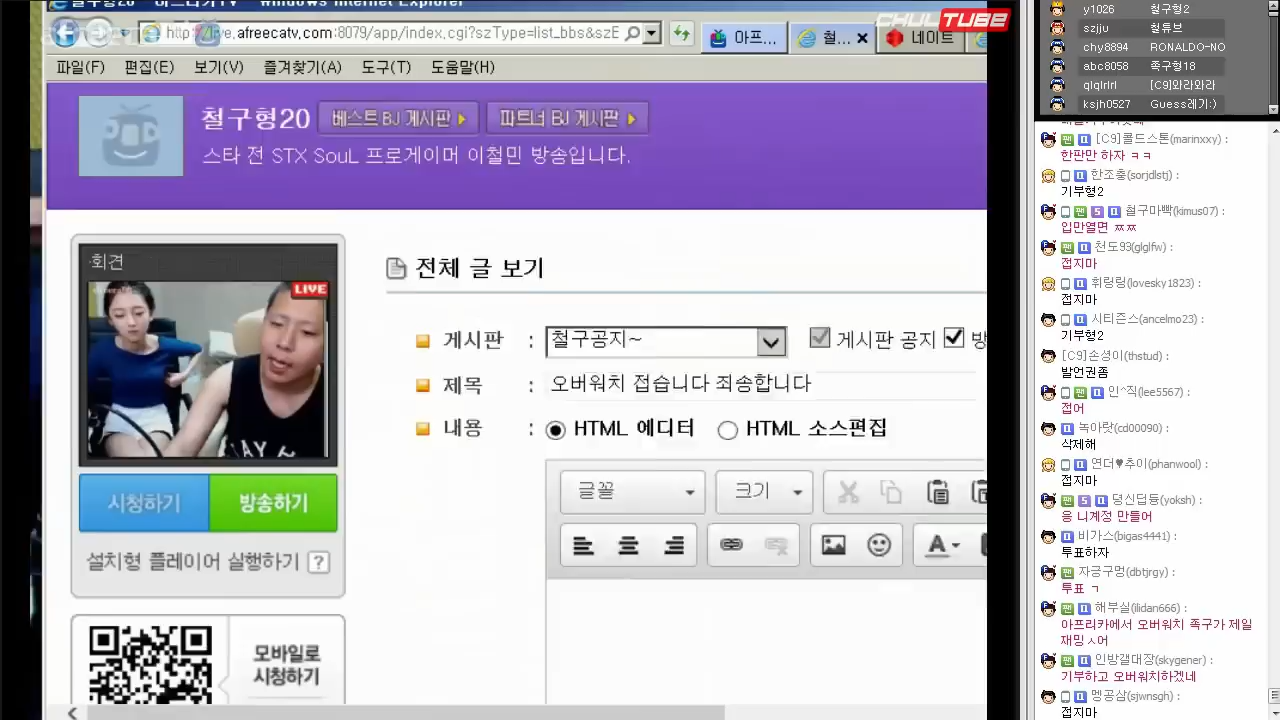 CHULTUBE
afreecatv.com:8079/app/index.cgi?szType=list_bbs&szE
아프...
철...
네이트
파일(F) 편집(E) 보기(V) 즐겨찾기(A) 도구(T) 도움말(H)
철구형20 베스트 BJ 게시판 파트너 BJ 게시판
스타 전 STX SouL 프로게이머 이철민 방송입니다.
회견
LIVE
시청하기 방송하기
설치형 플레이어 실행하기 ?
모바일로
시청하기
전체 글 보기
게시판 : 철구공지~ 게시판 공지
제목 : 오버워치 접습니다 죄송합니다
내용 : HTML 에디터 HTML 소스편집
글꼴 크기
y1026 철구형2
szjju 철튜브
chy8894 RONALDO-NO
abc8058 족구형18
qlqlrlrl [C9]와라와라
ksjh0527 Guess레기:)
팬 [C9]콜드스톤(marinxxy) :
한판만 하자 ㅋㅋ
한조충(sorjdlstj) :
기부형2
팬 S 철구마빡(kimus07) :
입만열면 ㅉㅉ
팬 천도99(glglfw) :
접지마
휘링링(lovesky1823) :
접지마
시티즌스(ancelmo23) :
기부형2
[C9]손성이(thstud) :
발언권좀
팬 인^직(lee5567) :
접어
녹아랏(cd00090) :
삭제해
연더♥추이(phanwool) :
접지마
팬 S 덩신딥돋(yoksh) :
응 니계정 만들어
비가스(bigas4441) :
투표하자
팬 자긍구멍(dbtjrgy) :
투표 ㄱ
팬 해부실(ilidan666) :
아프리카에서 오버워치 족구가 제일
재밍ㅅ어
팬 인방갤대장(skygener) :
기부하고 오버워치하겠네
멩공삼(sjwnsgh) :
접지마